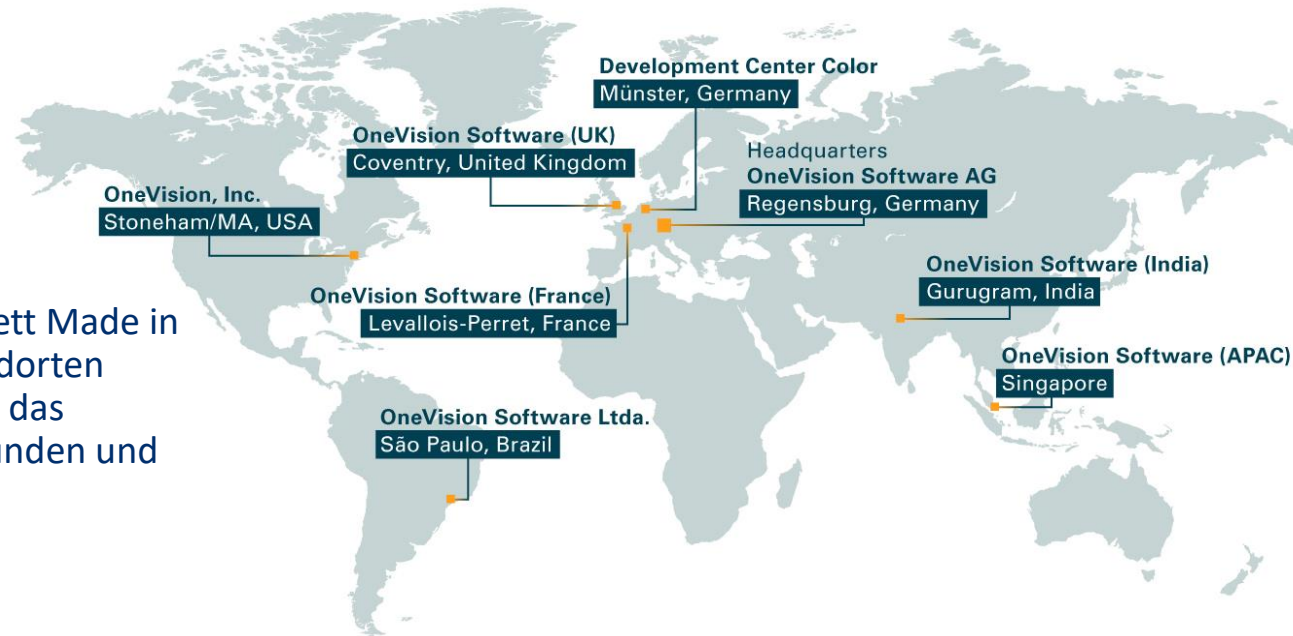 Development Center Color
Münster, Germany
OneVision Software (UK)
Coventry, United Kingdom
Headquarters
OneVision Software AG
Regensburg, Germany
OneVision, Inc.
Stoneham/MA, USA
OneVision Software (India)
Gurugram, India
OneVision Software (France)
Levallois-Perret, France
ett Made in
dorten
das
unden und
OneVision Software (APAC)
Singapore
OneVision Software Ltda.
São Paulo, Brazil